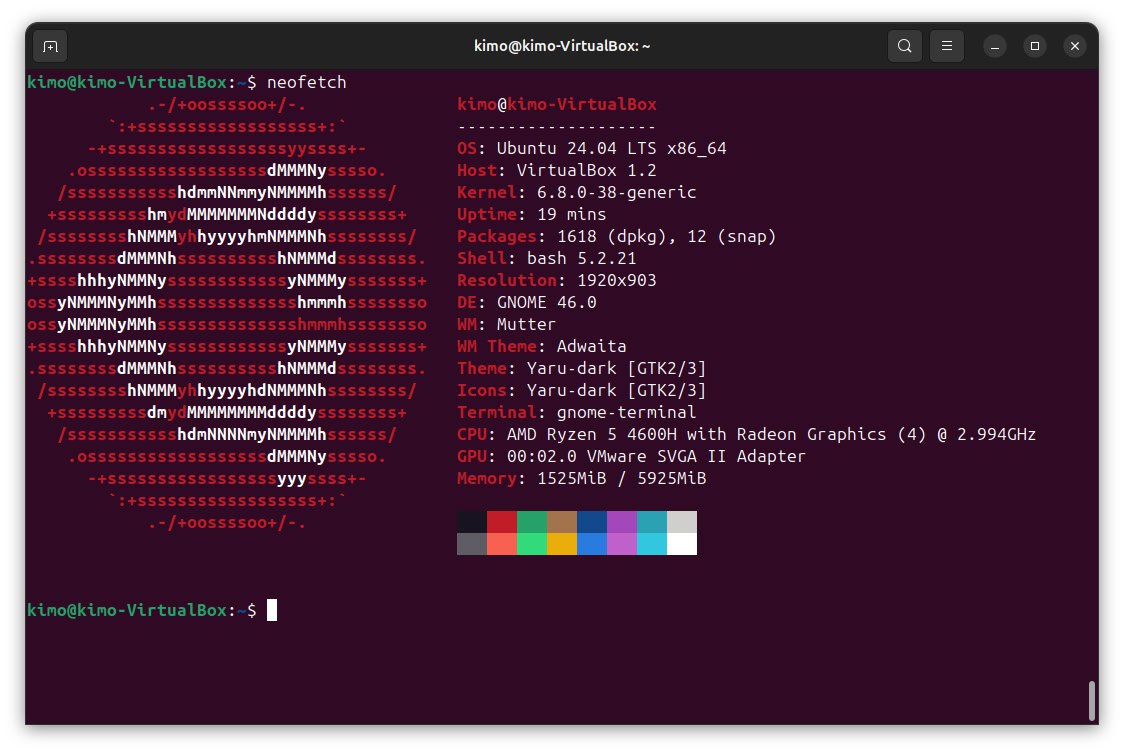 kimo@kimo-VirtualBox: ~
kimo@kimo-VirtualBox:~$ neofetch
.-/+oossssoo+/-.
`:+ssssssssssssssssss+:`
-+ssssssssssssssssssyyssss+-
.ossssssssssssssssssdMMMNysssso.
/ssssssssssshdmmNNmmyNMMMMhssssss/
+ssssssssshmydMMMMMMMNddddyssssssss+
/sssssssshNMMMyhhyyyyhmNMMMNhssssssss/
.ssssssssdMMMNhsssssssssshNMMMdssssssss.
+sssshhhyNMMNyssssssssssssyNMMMysssssss+
ossyNMMMNyMMhsssssssssssssshmmmhssssssso
ossyNMMMNyMMhsssssssssssssshmmmhssssssso
+sssshhhyNMMNyssssssssssssyNMMMysssssss+
.ssssssssdMMMNhsssssssssshNMMMdssssssss.
/sssssssshNMMMyhhyyyyhdNMMMNhssssssss/
+sssssssssdmydMMMMMMMMddddyssssssss+
/ssssssssssshdmNNNNmyNMMMMhssssss/
.ossssssssssssssssssdMMMNysssso.
-+sssssssssssssssssyyyssss+-
`:+ssssssssssssssssss+:`
.-/+oossssoo+/-.
kimo@kimo-VirtualBox
--------------------
OS: Ubuntu 24.04 LTS x86_64
Host: VirtualBox 1.2
Kernel: 6.8.0-38-generic
Uptime: 19 mins
Packages: 1618 (dpkg), 12 (snap)
Shell: bash 5.2.21
Resolution: 1920x903
DE: GNOME 46.0
WM: Mutter
WM Theme: Adwaita
Theme: Yaru-dark [GTK2/3]
Icons: Yaru-dark [GTK2/3]
Terminal: gnome-terminal
CPU: AMD Ryzen 5 4600H with Radeon Graphics (4) @ 2.994GHz
GPU: 00:02.0 VMware SVGA II Adapter
Memory: 1525MiB / 5925MiB
kimo@kimo-VirtualBox:~$